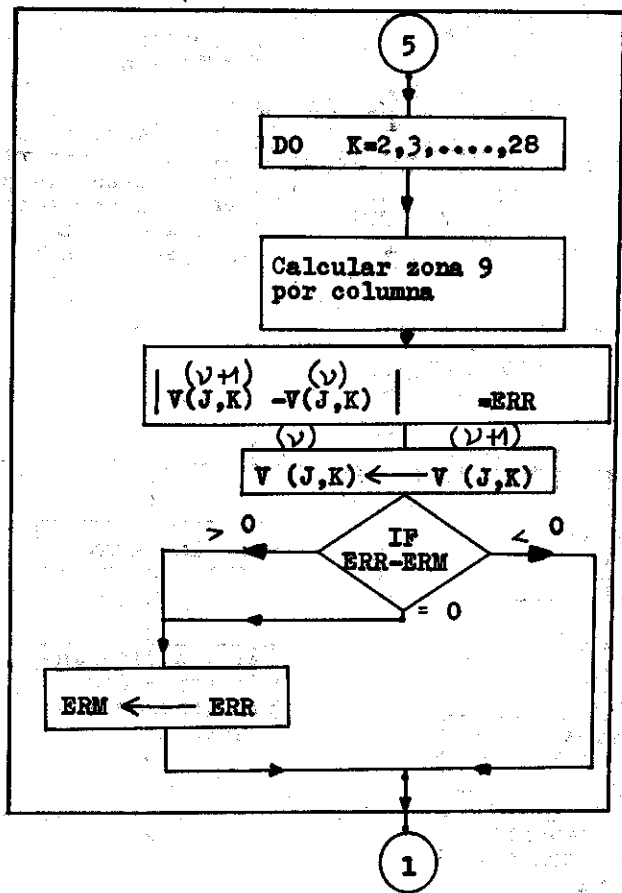 5
DO K=2,3,....,28
Calcular zona 9
por columna
(ν+1) (ν)
| V(J,K) -V(J,K) | =ERR
(ν) (ν+1)
V (J,K) ← V (J,K)
> 0 < 0
IF
ERR-ERM
= 0
ERM ← ERR
1